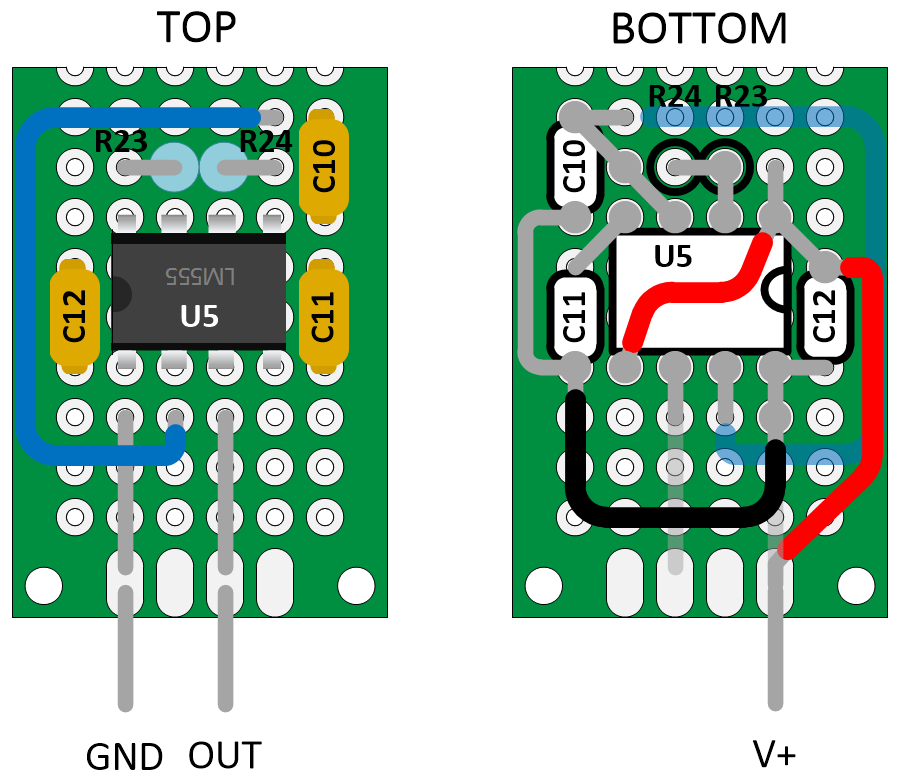 TOP
BOTTOM
R24 R23
R23
R24
C10
C10
LM555
U5
U5
C12
C11
C11
C12
GND OUT
V+